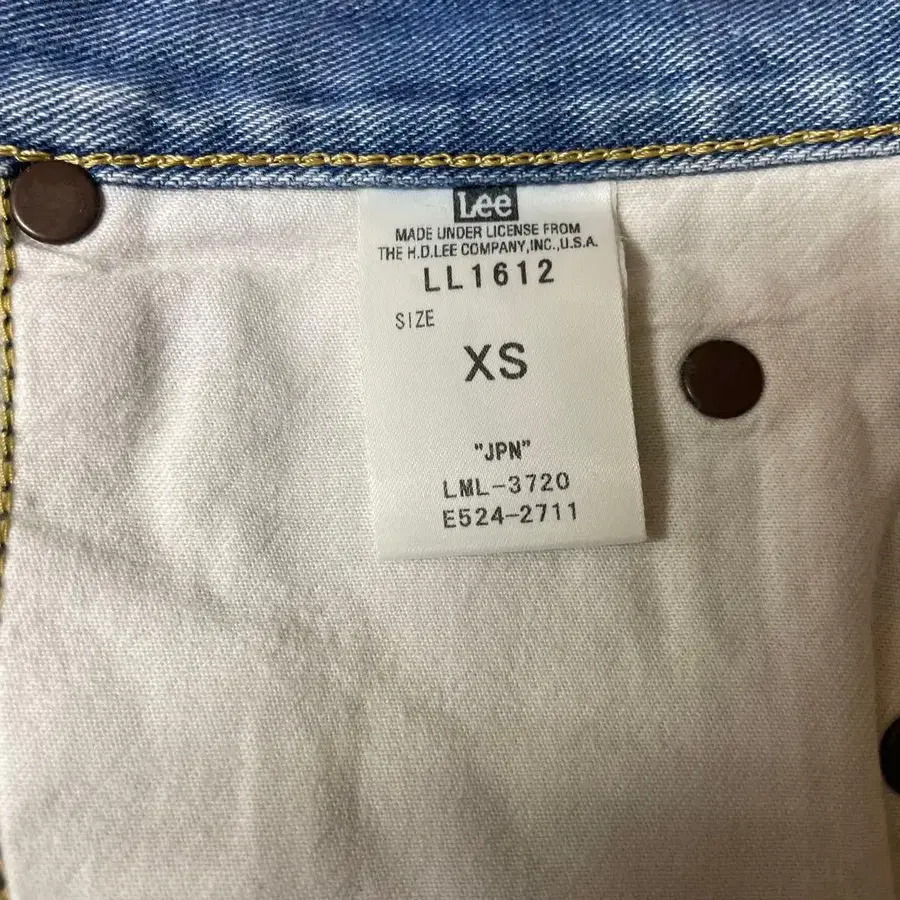 Lee
MADE UNDER LICENSE FROM
THE H.D.LEE COMPANY,INC.,U.S.A.
LL1612
SIZE
XS
"JPN"
LML-3720
E524-2711